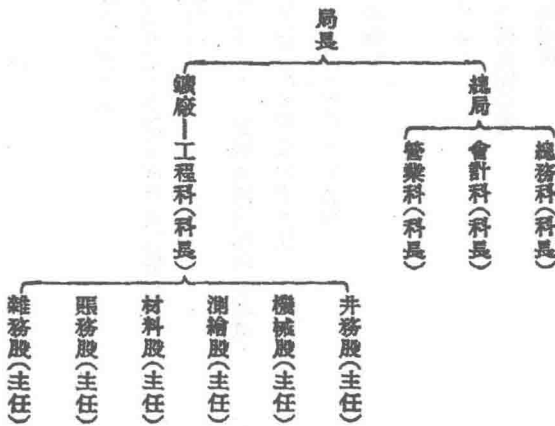 局長
總局
總務科(科長)
會計科(科長)
營業科(科長)
鑛廠—工程科(科長)
井務股(主任)
機械股(主任)
測繪股(主任)
材料股(主任)
賬務股(主任)
雜務股(主任)